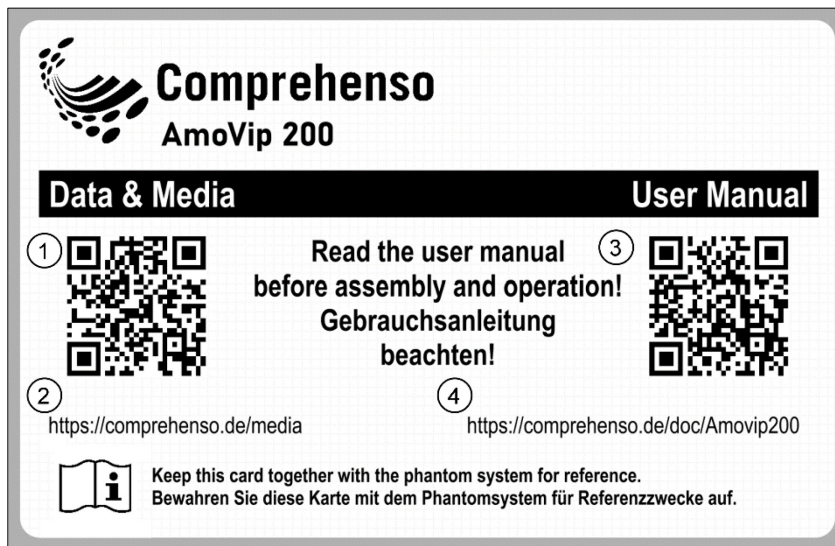 Comprehenso
AmoVip 200
Data & Media
User Manual
1
Read the user manual
before assembly and operation!
Gebrauchsanleitung
beachten!
3
2
https://comprehenso.de/media
4
https://comprehenso.de/doc/Amovip200
i
Keep this card together with the phantom system for reference.
Bewahren Sie diese Karte mit dem Phantomsystem für Referenzzwecke auf.